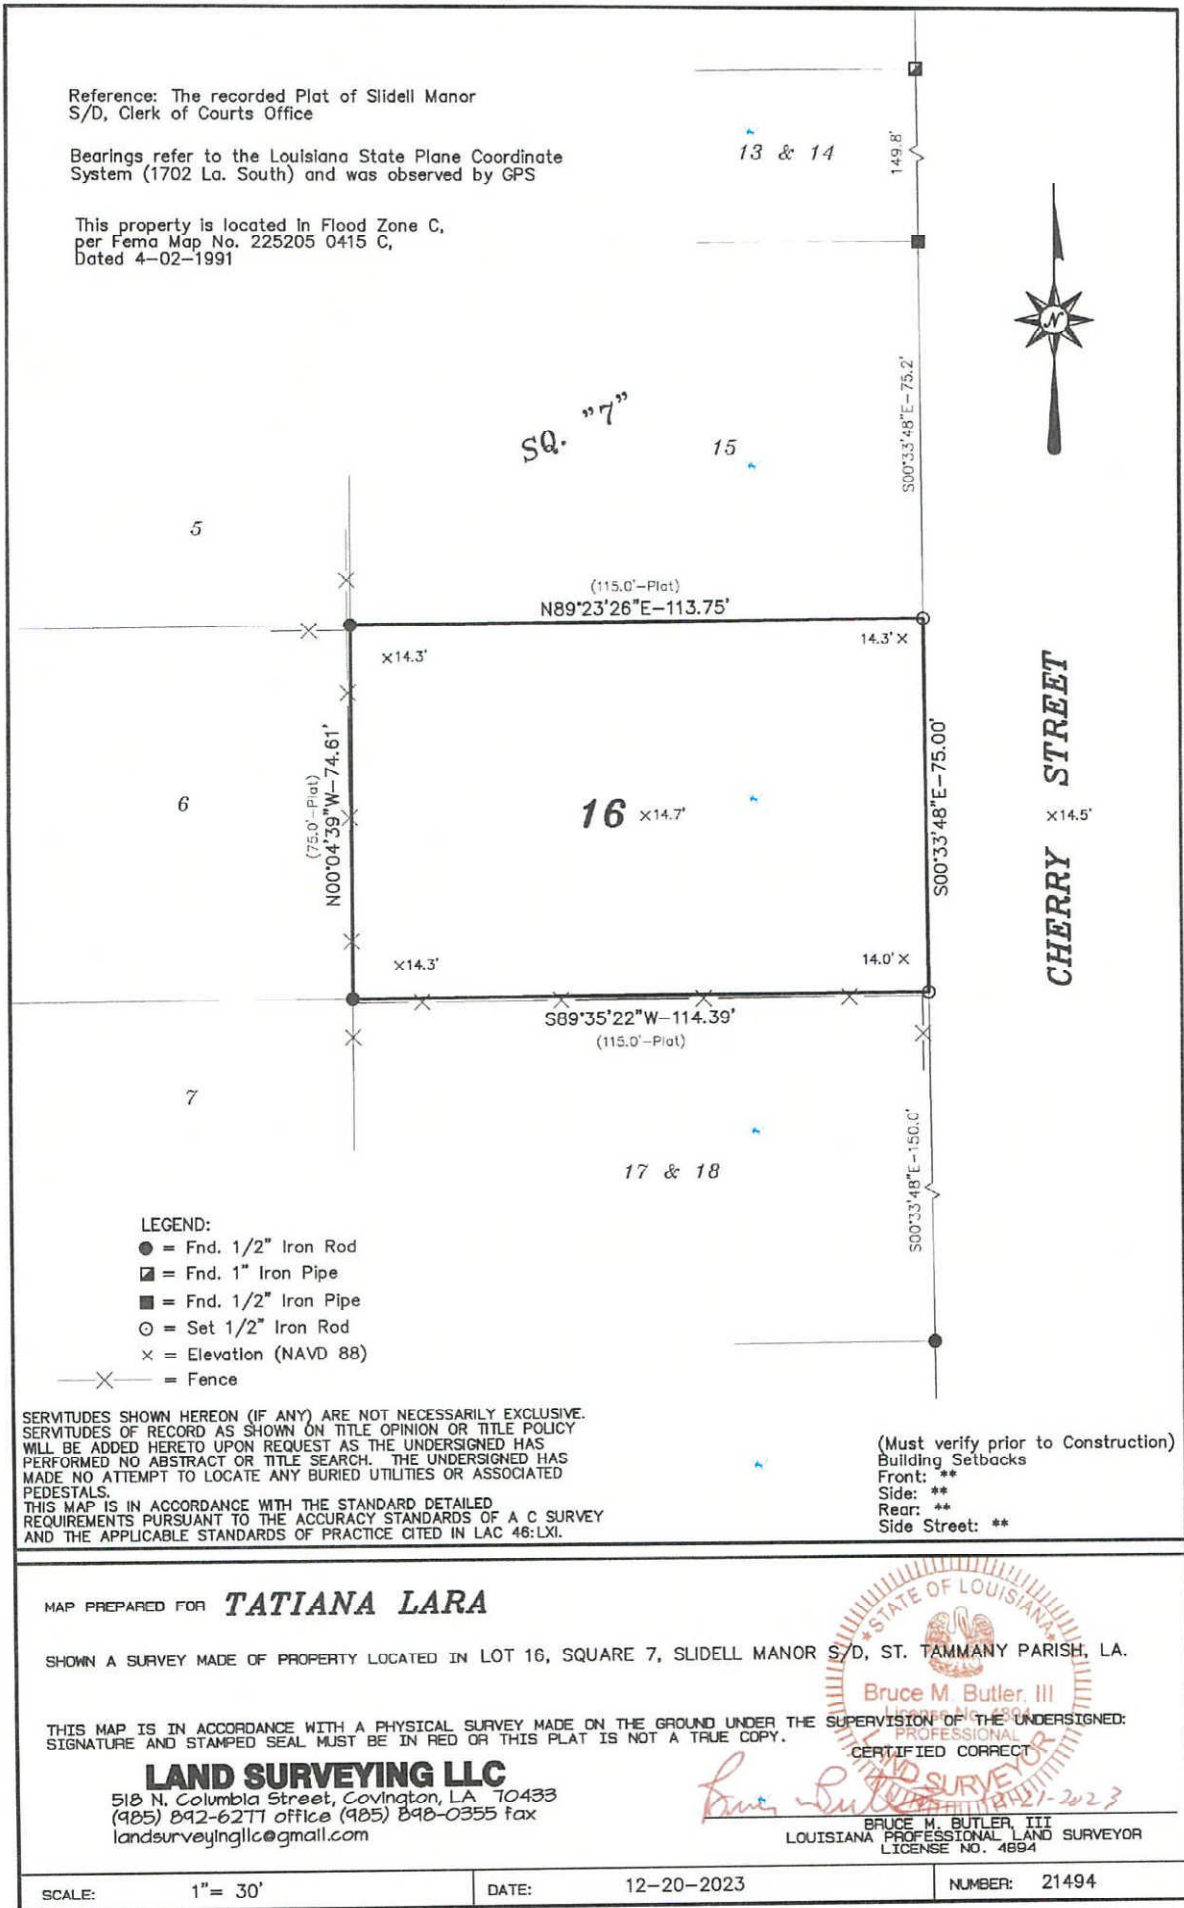 Reference: The recorded Plat of Slidell Manor
S/D, Clerk of Courts Office
Bearings refer to the Louisiana State Plane Coordinate
System (1702 La. South) and was observed by GPS
This property is located in Flood Zone C,
per Fema Map No. 225205 0415 C,
Dated 4-02-1991
13 & 14
149.8'
N
S00°33'48"E-75.2'
SQ. "7"
15
5
(115.0'-Plat)
N89°23'26"E-113.75'
×14.3'
14.3'×
6
(75.0'-Plat)
N00°04'39"W-74.61'
16 ×14.7'
S00°33'48"E-75.00'
CHERRY STREET
×14.5'
×14.3'
14.0'×
S89°35'22"W-114.39'
(115.0'-Plat)
7
17 & 18
S00°33'48"E-150.0'
LEGEND:
= Fnd. 1/2" Iron Rod
= Fnd. 1" Iron Pipe
= Fnd. 1/2" Iron Pipe
= Set 1/2" Iron Rod
× = Elevation (NAVD 88)
= Fence
SERVITUDES SHOWN HEREON (IF ANY) ARE NOT NECESSARILY EXCLUSIVE.
SERVITUDES OF RECORD AS SHOWN ON TITLE OPINION OR TITLE POLICY
WILL BE ADDED HERETO UPON REQUEST AS THE UNDERSIGNED HAS
PERFORMED NO ABSTRACT OR TITLE SEARCH. THE UNDERSIGNED HAS
MADE NO ATTEMPT TO LOCATE ANY BURIED UTILITIES OR ASSOCIATED
PEDESTALS.
THIS MAP IS IN ACCORDANCE WITH THE STANDARD DETAILED
REQUIREMENTS PURSUANT TO THE ACCURACY STANDARDS OF A C SURVEY
AND THE APPLICABLE STANDARDS OF PRACTICE CITED IN LAC 46:LXI.
(Must verify prior to Construction)
Building Setbacks
Front: **
Side: **
Rear: **
Side Street: **
MAP PREPARED FOR TATIANA LARA
SHOWN A SURVEY MADE OF PROPERTY LOCATED IN LOT 16, SQUARE 7, SLIDELL MANOR S/D, ST. TAMMANY PARISH, LA.
STATE OF LOUISIANA
Bruce M. Butler, III
License No. 4894
PROFESSIONAL
LAND SURVEYOR
THIS MAP IS IN ACCORDANCE WITH A PHYSICAL SURVEY MADE ON THE GROUND UNDER THE SUPERVISION OF THE UNDERSIGNED:
SIGNATURE AND STAMPED SEAL MUST BE IN RED OR THIS PLAT IS NOT A TRUE COPY.
CERTIFIED CORRECT
LAND SURVEYING LLC
518 N. Columbia Street, Covington, LA 70433
(985) 892-6277 office (985) 898-0355 fax
landsurveyingllc@gmail.com
BRUCE M. BUTLER, III
LOUISIANA PROFESSIONAL LAND SURVEYOR
LICENSE NO. 4894
SCALE: 1"= 30'
DATE: 12-20-2023
NUMBER: 21494